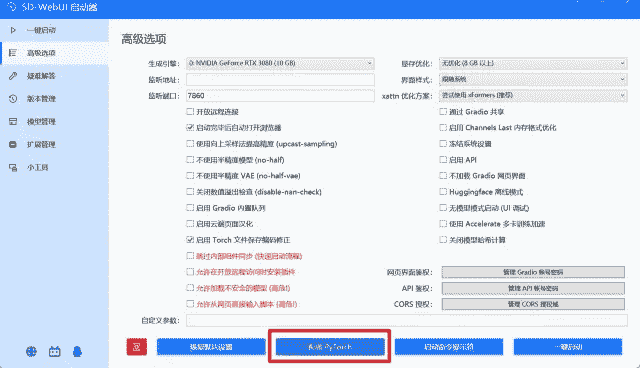 SD-WebUI 启动器
一键启动
高级选项
疑难解答
版本管理
模型管理
扩展管理
小工具
高级选项
生成引擎: 0: NVIDIA GeForce RTX 3080 (10 GB)
显存优化: 无优化 (8 GB 以上)
监听地址:
界面样式: 跟随系统
监听端口: 7860
xattn 优化方案: 尝试使用 xFormers (推荐)
开放远程连接
通过 Gradio 共享
启动完毕后自动打开浏览器
启用 Channels Last 内存格式优化
使用向上采样法提高精度 (upcast-sampling)
冻结系统设置
不使用半精度模型 (no-half)
启用 API
不使用半精度 VAE (no-half-vae)
不加载 Gradio 网页界面
关闭数值溢出检查 (disable-nan-check)
Huggingface 离线模式
启用 Gradio 内置队列
无模型模式启动 (UI 调试)
启用云端页面汉化
使用 Accelerate 多卡训练加速
启用 Torch 文件保存编码修正
关闭模型哈希计算
跳过内部组件同步 (快速启动流程)
允许在开放远程访问时安装插件
网页界面鉴权: 管理 Gradio 帐号密码
允许加载不安全的模型 (高危!)
API 鉴权: 管理 API 帐号密码
允许从网页直接输入脚本 (高危!)
CORS 授权: 管理 CORS 授权域
自定义参数:
恢复默认设置
PyTorch
启动命令提示符
一键启动